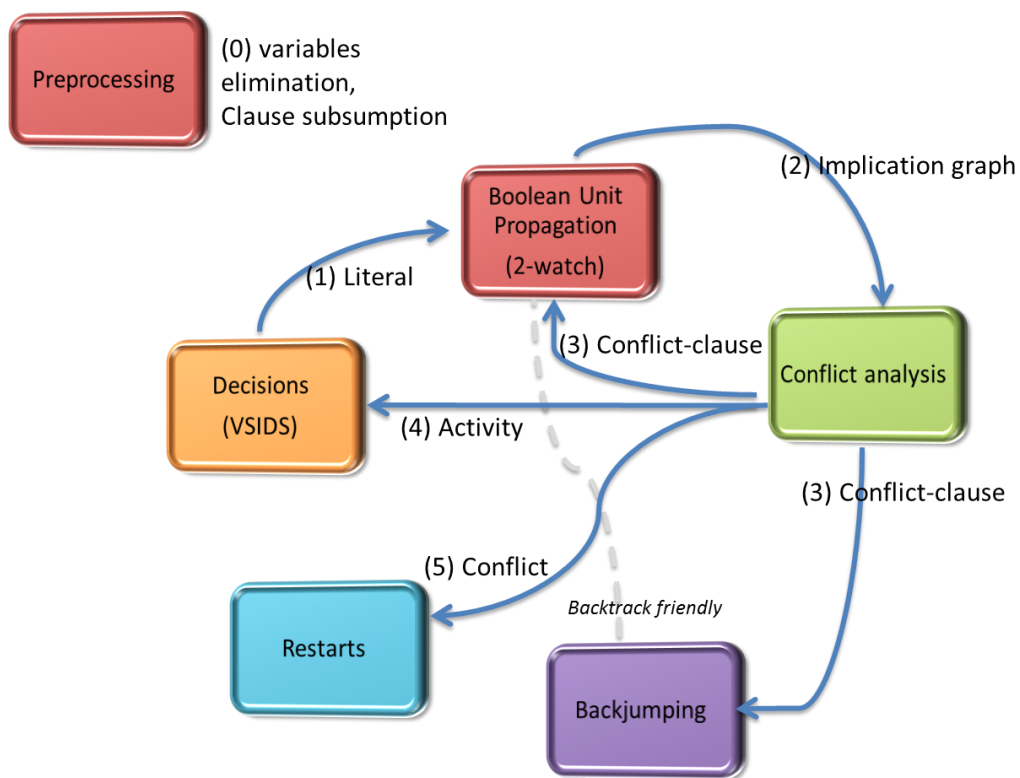 Preprocessing
(0) variables
elimination,
Clause subsumption
Boolean Unit
Propagation
(2-watch)
(2) Implication graph
(1) Literal
(3) Conflict-clause
Conflict analysis
Decisions
(VSIDS)
(4) Activity
(3) Conflict-clause
(5) Conflict
Backtrack friendly
Restarts
Backjumping